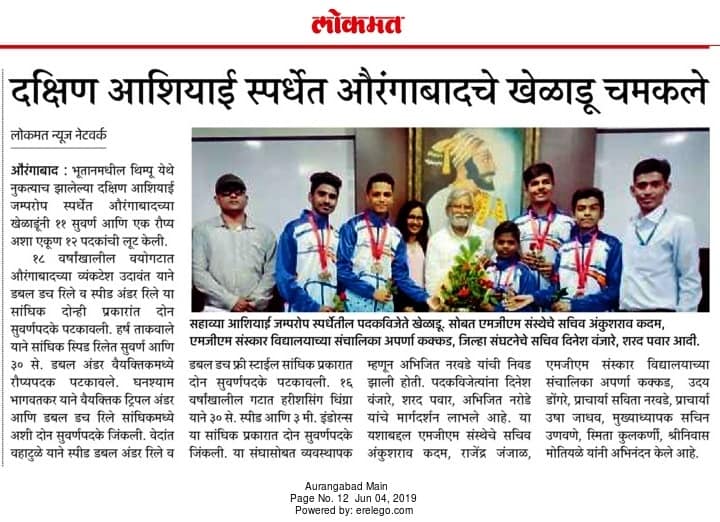 लोकमत
दक्षिण आशियाई स्पर्धेत औरंगाबादचे खेळाडू चमकले
लोकमत न्यूज नेटवर्क
औरंगाबाद : भूतानमधील थिम्पू येथे
नुकत्याच झालेल्या दक्षिण आशियाई
जम्परोप स्पर्धेत औरंगाबादच्या
खेळाडूंनी ११ सुवर्ण आणि एक रौप्य
अशा एकूण १२ पदकांची लूट केली.
१८ वर्षांखालील वयोगटात
औरंगाबादच्या व्यंकटेश उदावंत याने
डबल डच रिले व स्पीड अंडर रिले या
सांघिक दोन्ही प्रकारांत दोन
सुवर्णपदके पटकावली. हर्ष ताकवाले
याने सांघिक स्पिड रिलेत सुवर्ण आणि
३० से. डबल अंडर वैयक्तिकमध्ये
रौप्यपदक पटकावले. घनश्याम
भागवतकर याने वैयक्तिक ट्रिपल अंडर
आणि डबल डच रिले सांघिकमध्ये
अशी दोन सुवर्णपदके जिंकली. वेदांत
वहाटुळे याने स्पीड डबल अंडर रिले व
सहाव्या आशियाई जम्परोप स्पर्धेतील पदकविजेते खेळाडू. सोबत एमजीएम संस्थेचे सचिव अंकुशराव कदम,
एमजीएम संस्कार विद्यालयाच्या संचालिका अपर्णा कक्कड, जिल्हा संघटनेचे सचिव दिनेश वंजारे, शरद पवार आदी.
डबल डच फ्री स्टाईल सांघिक प्रकारात
दोन सुवर्णपदके पटकावली. १६
वर्षांखालील गटात हरीशसिंग थिंग्रा
याने ३० से. स्पीड आणि ३ मी. इंडोरन्स
या सांघिक प्रकारात दोन सुवर्णपदके
जिंकली. या संघासोबत व्यवस्थापक
म्हणून अभिजित नरवडे यांची निवड
झाली होती. पदकविजेत्यांना दिनेश
वंजारे, शरद पवार, अभिजित नरोडे
यांचे मार्गदर्शन लाभले आहे. या
यशाबद्दल एमजीएम संस्थेचे सचिव
अंकुशराव कदम, राजेंद्र जंजाळ,
एमजीएम संस्कार विद्यालयाच्या
संचालिका अपर्णा कक्कड, उदय
डोंगरे, प्राचार्या सविता नरवडे, प्राचार्या
उषा जाधव, मुख्याध्यापक सचिन
उणवणे, स्मिता कुलकर्णी, श्रीनिवास
मोतियळे यांनी अभिनंदन केले आहे.
Aurangabad Main
Page No. 12 Jun 04, 2019
Powered by: erelego.com